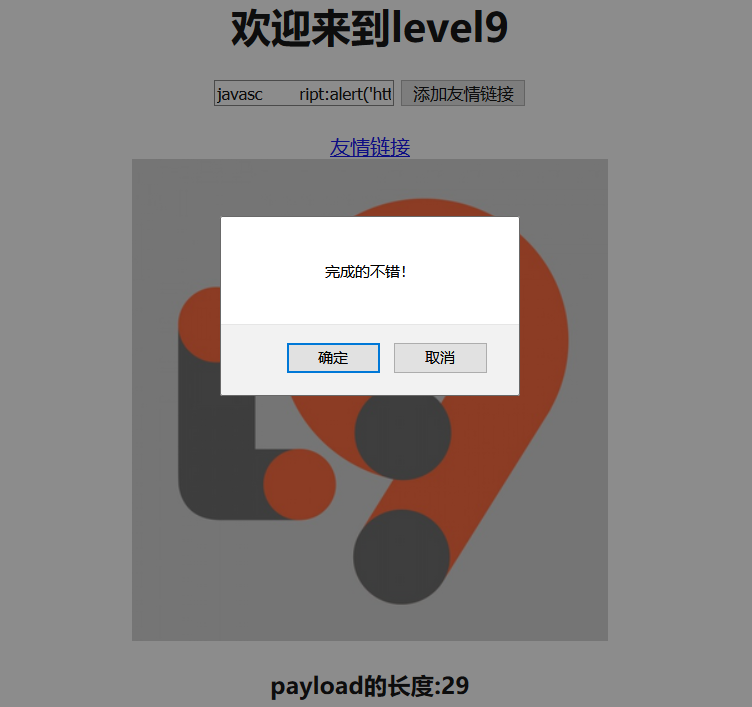 欢迎来到level9
javasc ript:alert('htt
添加友情链接
友情链接
完成的不错！
确定
取消
payload的长度:29